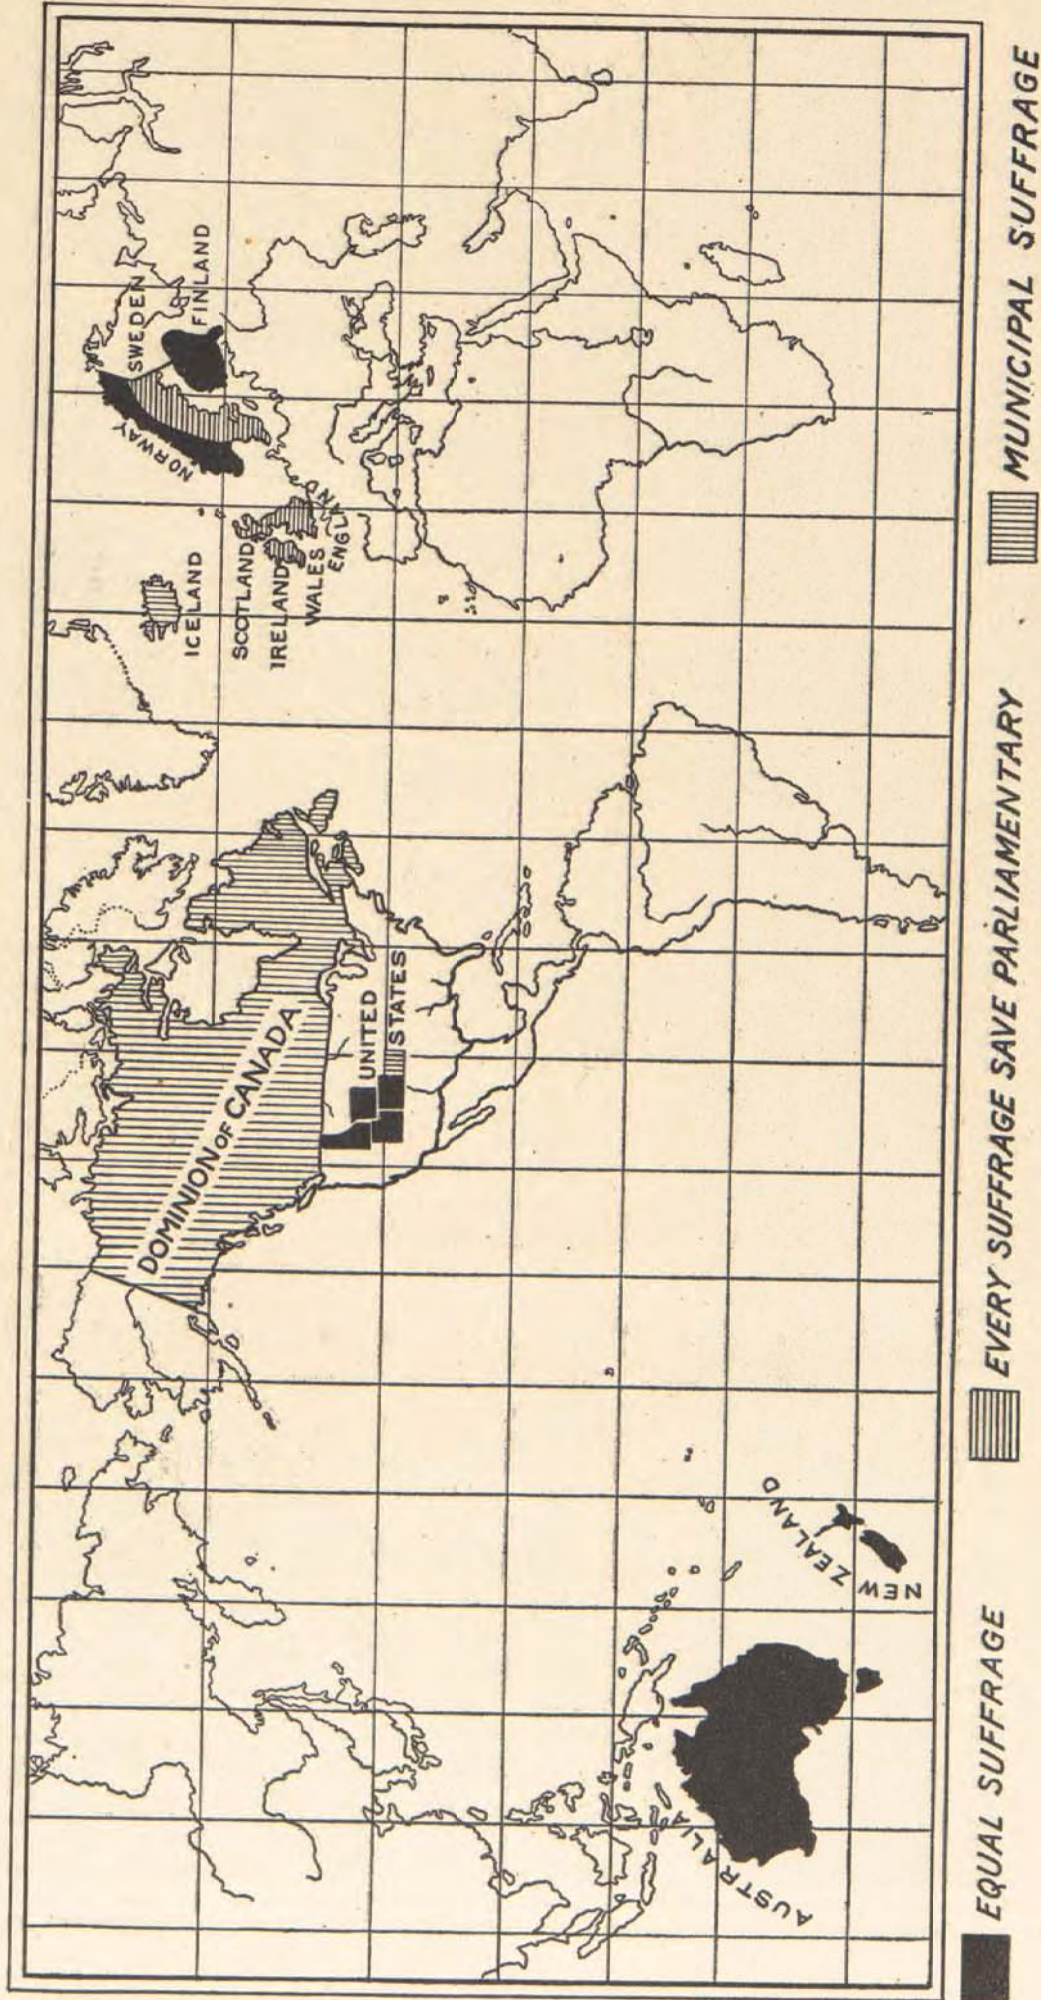 DOMINION OF CANADA
UNITED
STATES
ICELAND
SCOTLAND
IRELAND
WALES
ENGLAND
NORWAY
SWEDEN
FINLAND
AUSTRALIA
NEW ZEALAND
EQUAL SUFFRAGE
EVERY SUFFRAGE SAVE PARLIAMENTARY
MUNICIPAL SUFFRAGE